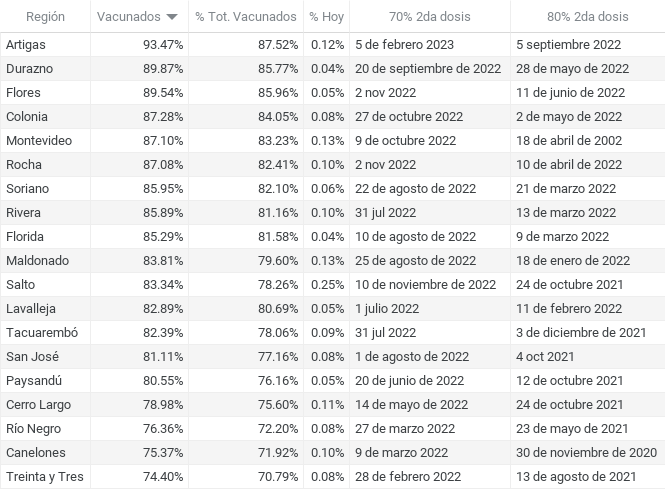 Región Vacunados % Tot. Vacunados % Hoy 70% 2da dosis 80% 2da dosis
Artigas 93.47% 87.52% 0.12% 5 de febrero 2023 5 septiembre 2022
Durazno 89.87% 85.77% 0.04% 20 de septiembre de 2022 28 de mayo de 2022
Flores 89.54% 85.96% 0.05% 2 nov 2022 11 de junio de 2022
Colonia 87.28% 84.05% 0.08% 27 de octubre de 2022 2 de mayo de 2022
Montevideo 87.10% 83.23% 0.13% 9 de octubre de 2022 18 de abril de 2002
Rocha 87.08% 82.41% 0.10% 2 nov 2022 10 de abril de 2022
Soriano 85.95% 82.10% 0.06% 22 de agosto de 2022 21 de marzo 2022
Rivera 85.89% 81.16% 0.10% 31 jul 2022 13 de marzo 2022
Florida 85.29% 81.58% 0.04% 10 de agosto de 2022 9 de marzo 2022
Maldonado 83.81% 79.60% 0.13% 25 de agosto de 2022 18 de enero de 2022
Salto 83.34% 78.26% 0.25% 10 de noviembre de 2022 24 de octubre 2021
Lavalleja 82.89% 80.69% 0.05% 1 julio 2022 11 de febrero 2022
Tacuarembó 82.39% 78.06% 0.09% 31 jul 2022 3 de diciembre de 2021
San José 81.11% 77.16% 0.08% 1 de agosto de 2022 4 oct 2021
Paysandú 80.55% 76.16% 0.05% 20 de junio de 2022 12 de octubre 2021
Cerro Largo 78.98% 75.60% 0.11% 14 de mayo de 2022 24 de octubre 2021
Río Negro 76.36% 72.20% 0.08% 27 de marzo 2022 23 de mayo de 2021
Canelones 75.37% 71.92% 0.10% 9 de marzo 2022 30 de noviembre de 2020
Treinta y Tres 74.40% 70.79% 0.08% 28 de febrero 2022 13 de agosto de 2021